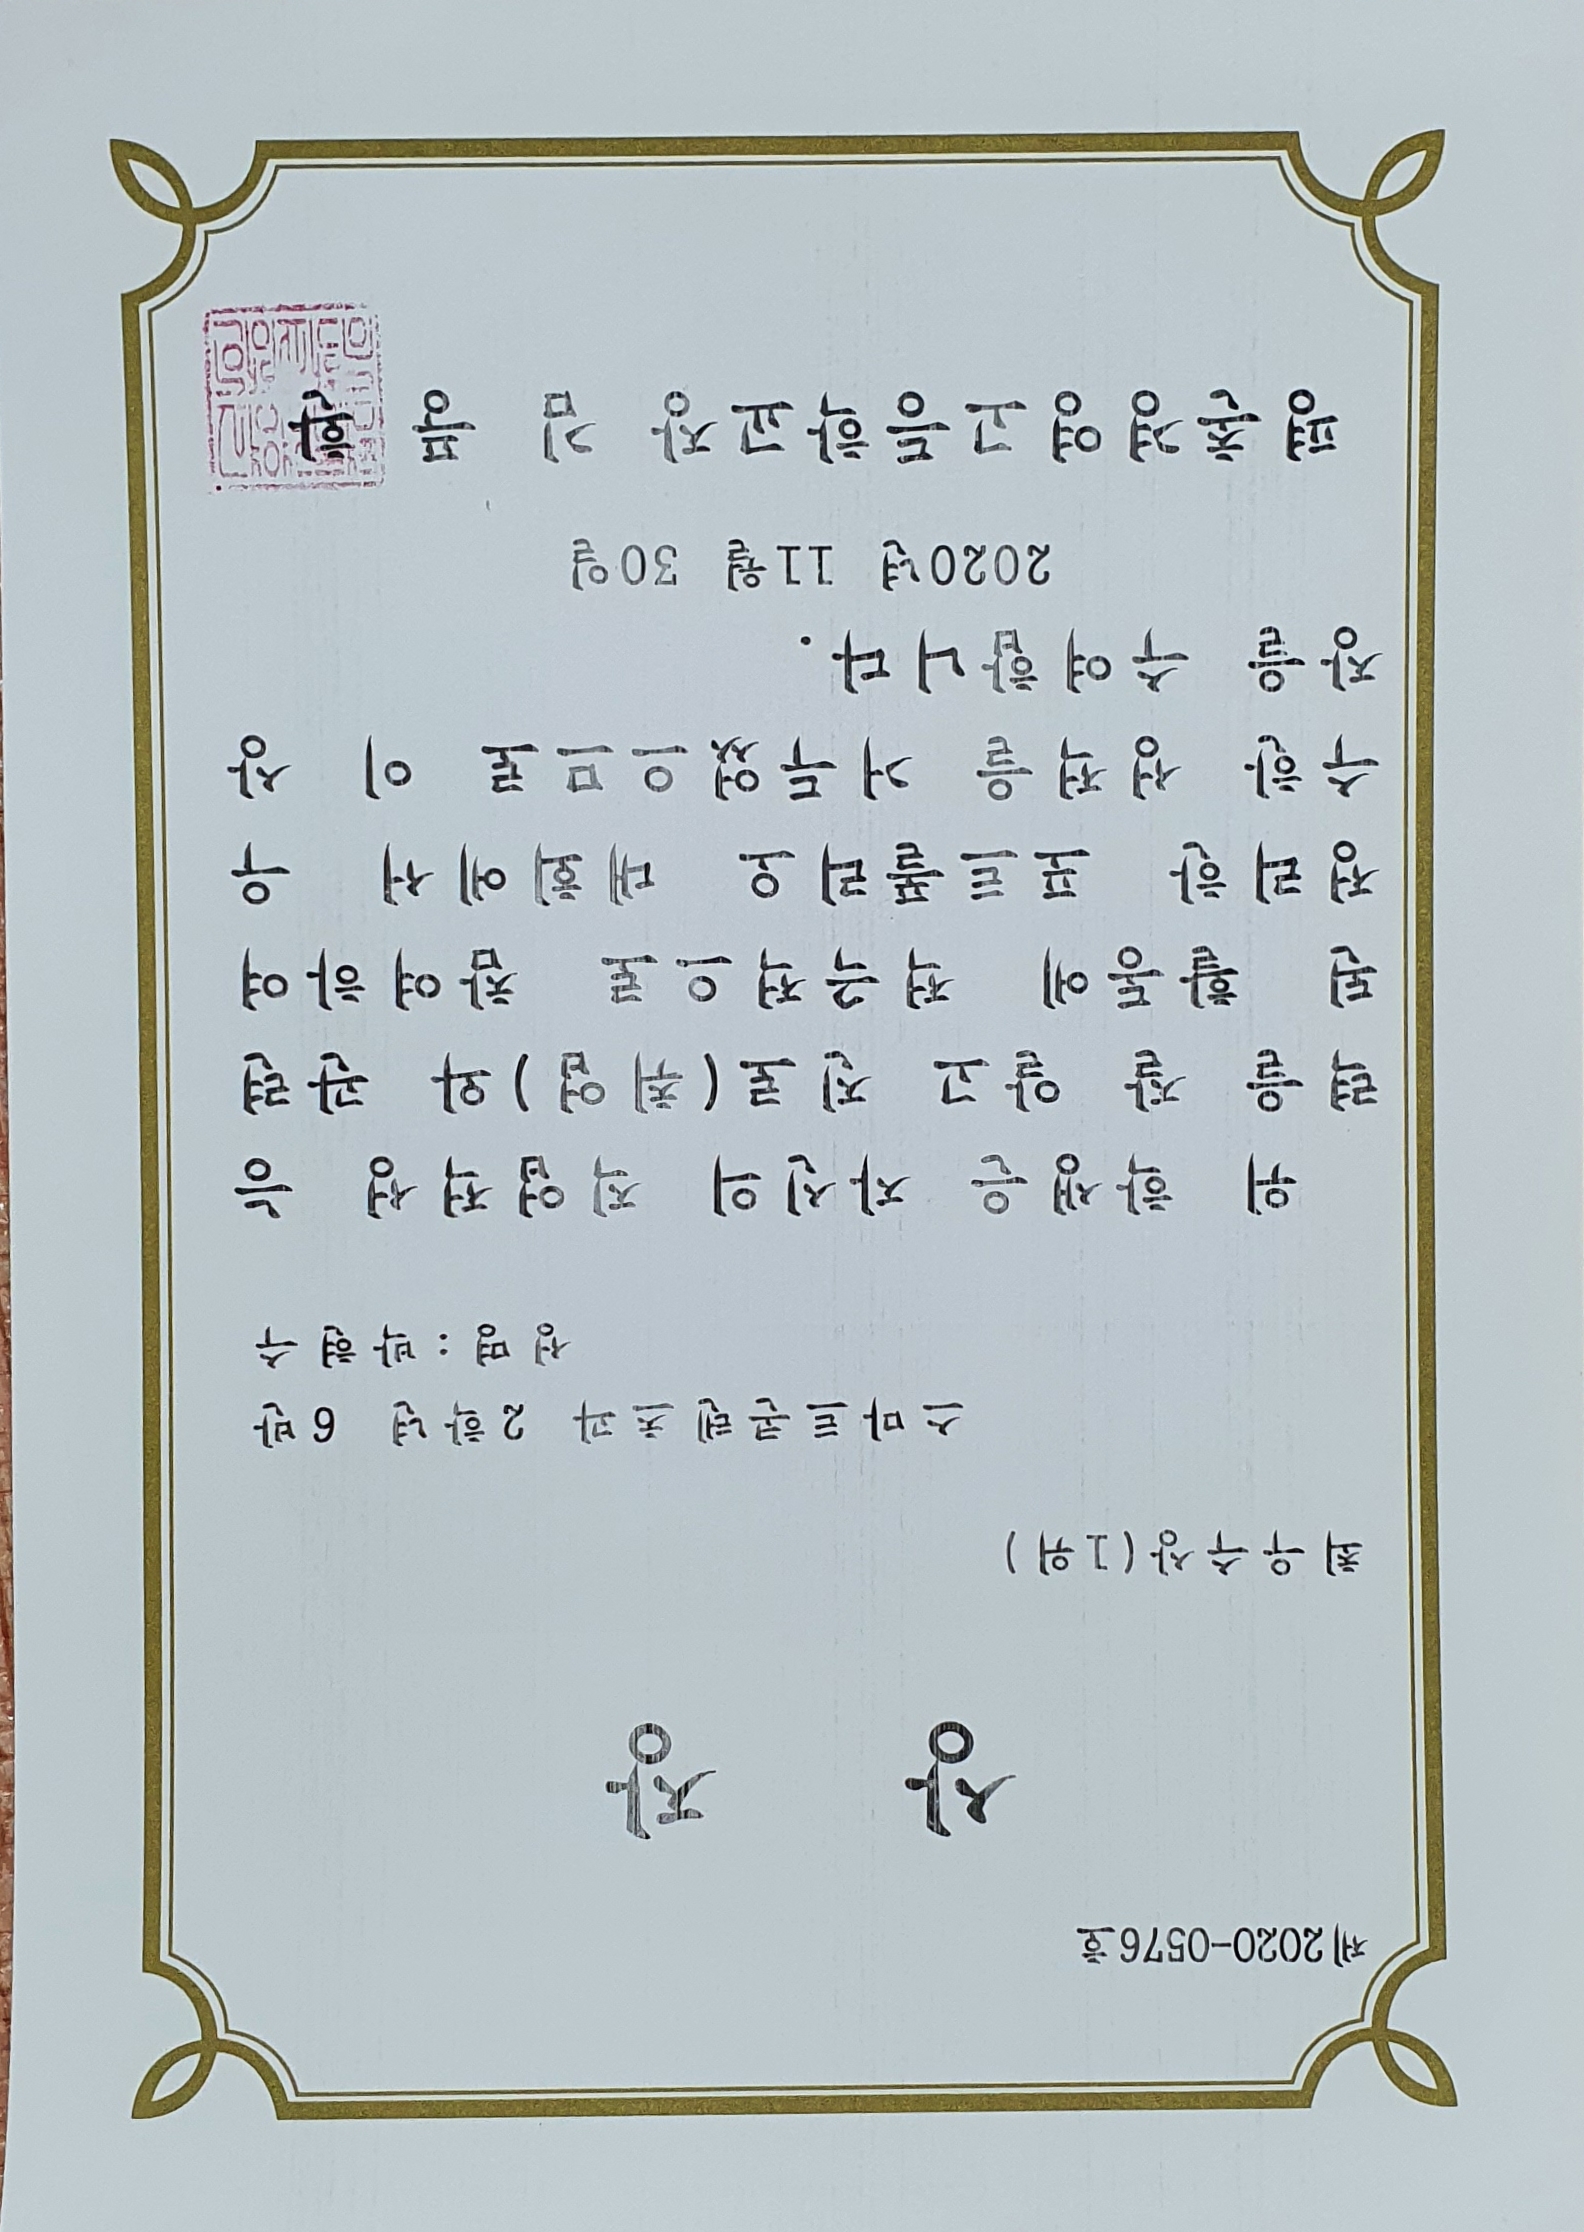 제2020-0576호
상 장
최우수상(1위)
스마트콘텐츠과 2학년 6반
성명:박현수
위 학생은 자신의 직업적성 능
력을 잘 알고 진로(취업)와 관련
된 활동에 적극적으로 참여하여
정리한 포트폴리오 대회에서 우
수한 성적을 거두었으므로 이 상
장을 수여합니다.
2020년 11월 30일
평촌경영고등학교장 김 풍 환